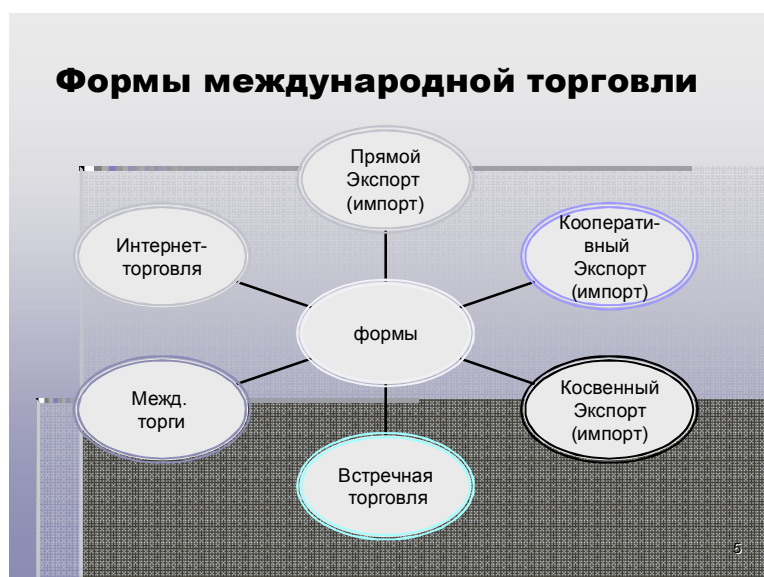 Формы международной торговли
Прямой
Экспорт
(импорт)
Интернет-
торговля
Кооперати-
вный
Экспорт
(импорт)
формы
Межд.
торги
Косвенный
Экспорт
(импорт)
Встречная
торговля
5